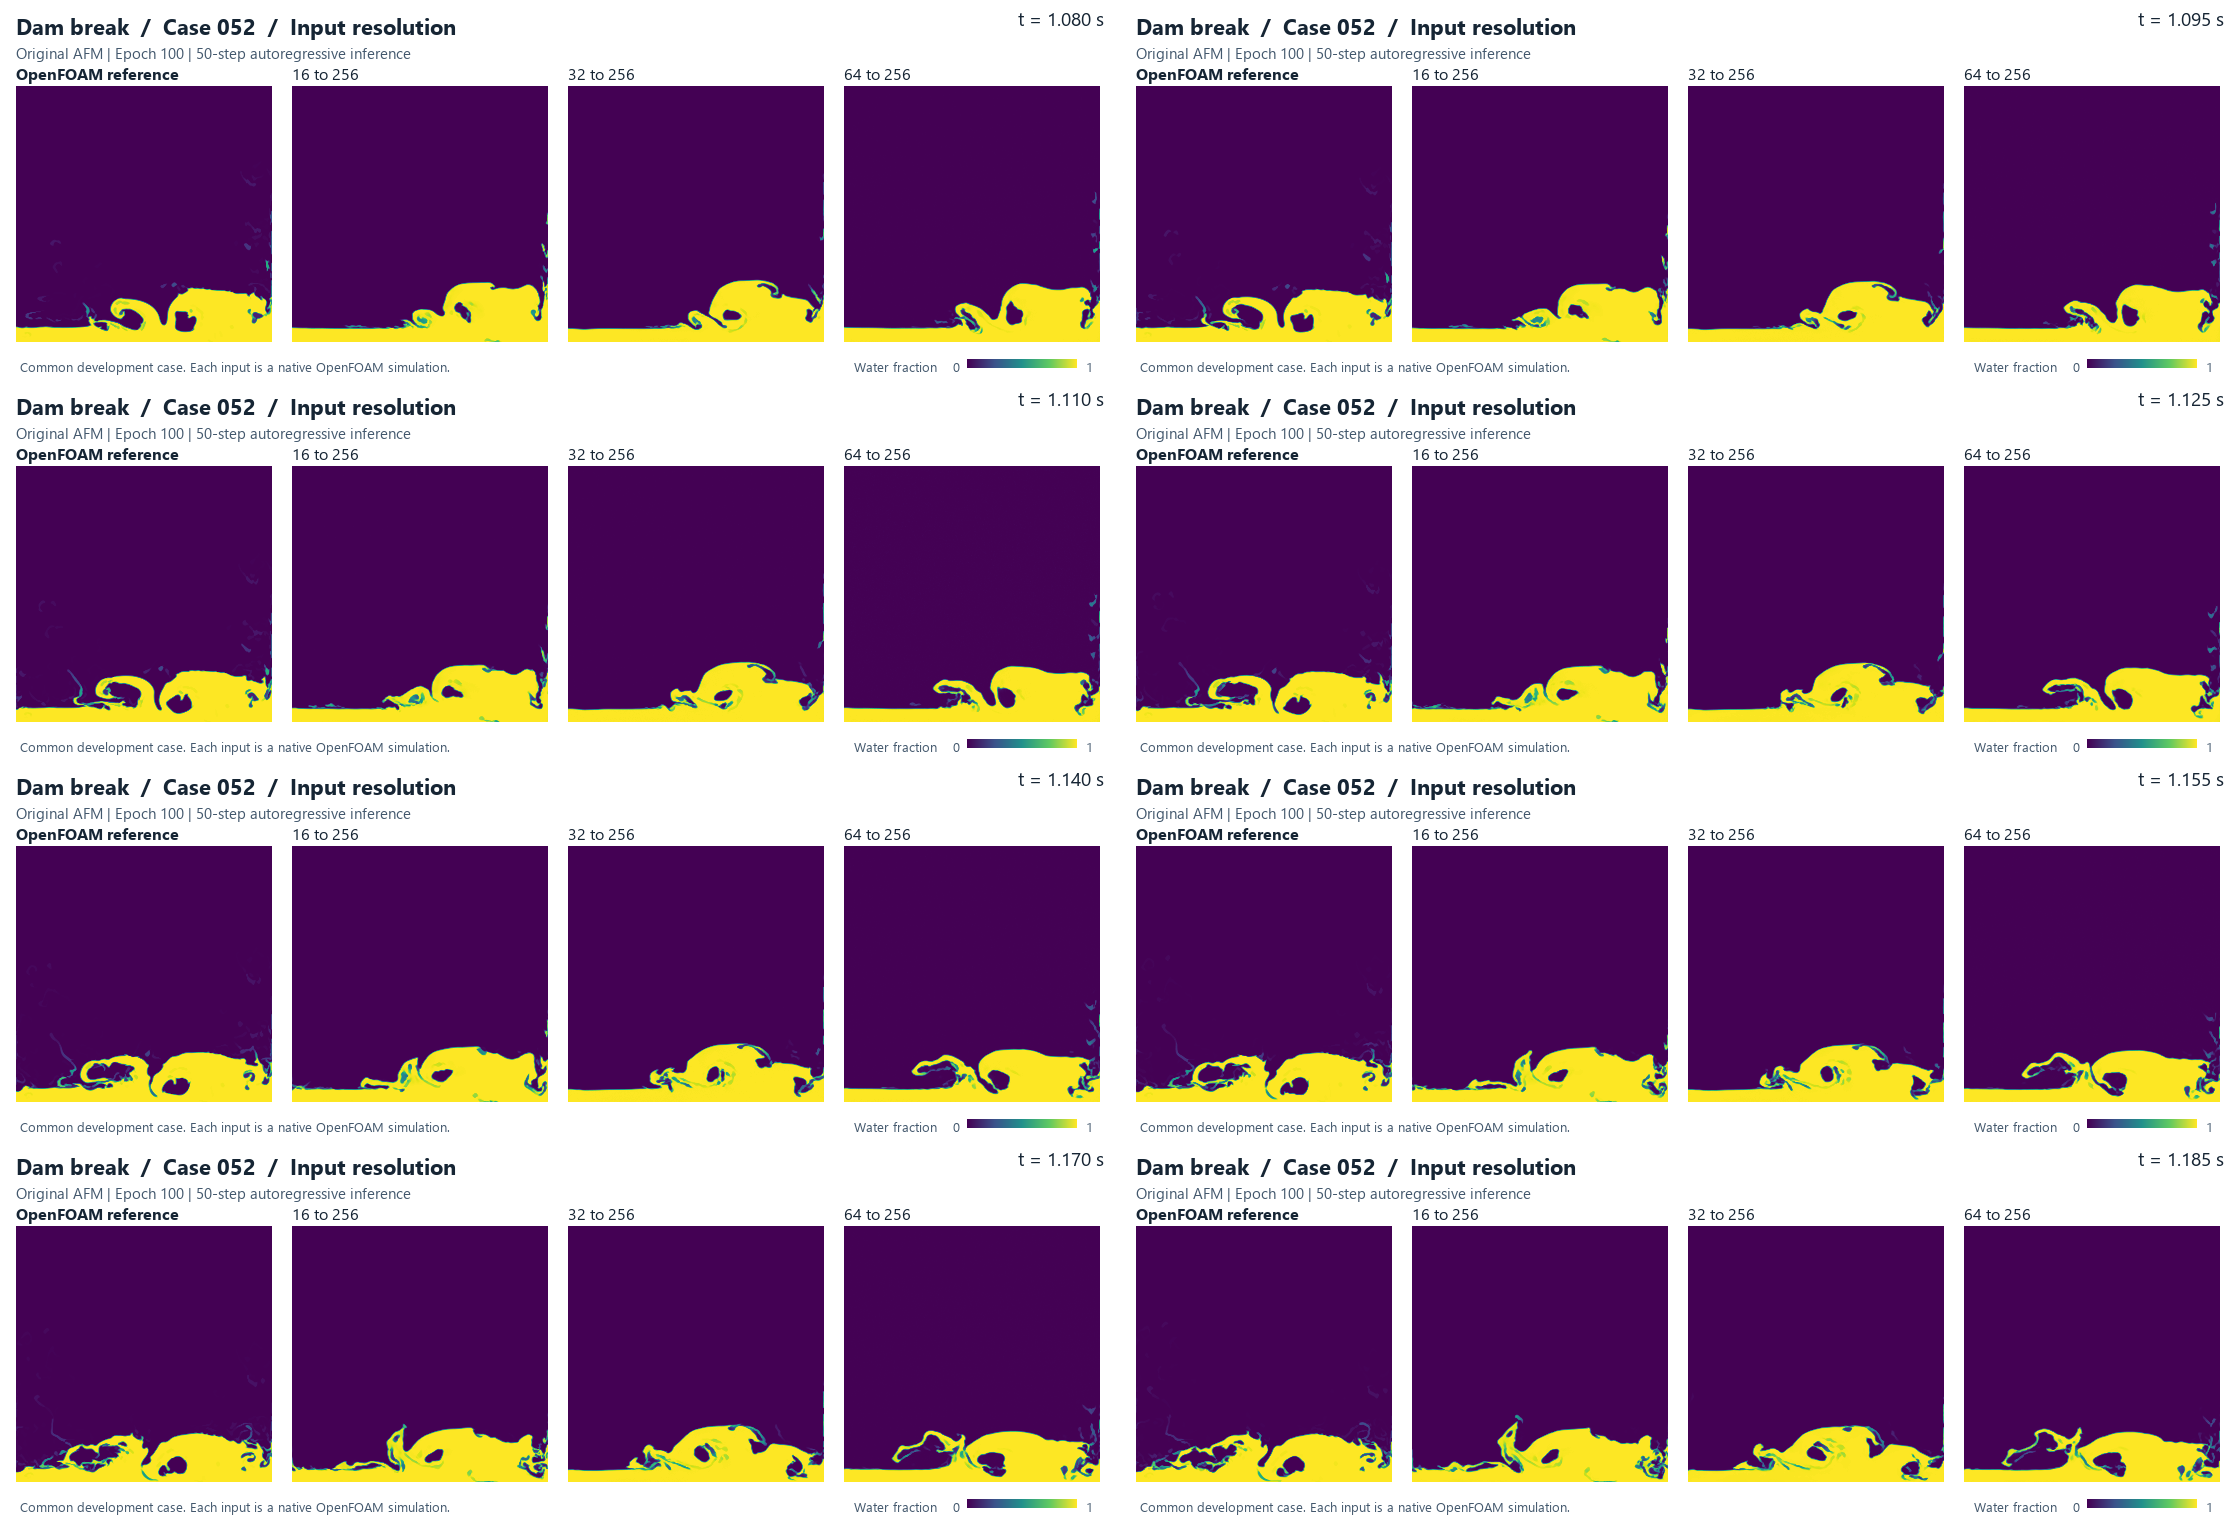 Dam break / Case 052 / Input resolution
t = 1.080 s
Original AFM | Epoch 100 | 50-step autoregressive inference
OpenFOAM reference
16 to 256
32 to 256
64 to 256
Common development case. Each input is a native OpenFOAM simulation.
Water fraction 0 1
Dam break / Case 052 / Input resolution
t = 1.095 s
Original AFM | Epoch 100 | 50-step autoregressive inference
OpenFOAM reference
16 to 256
32 to 256
64 to 256
Common development case. Each input is a native OpenFOAM simulation.
Water fraction 0 1
Dam break / Case 052 / Input resolution
t = 1.110 s
Original AFM | Epoch 100 | 50-step autoregressive inference
OpenFOAM reference
16 to 256
32 to 256
64 to 256
Common development case. Each input is a native OpenFOAM simulation.
Water fraction 0 1
Dam break / Case 052 / Input resolution
t = 1.125 s
Original AFM | Epoch 100 | 50-step autoregressive inference
OpenFOAM reference
16 to 256
32 to 256
64 to 256
Common development case. Each input is a native OpenFOAM simulation.
Water fraction 0 1
Dam break / Case 052 / Input resolution
t = 1.140 s
Original AFM | Epoch 100 | 50-step autoregressive inference
OpenFOAM reference
16 to 256
32 to 256
64 to 256
Common development case. Each input is a native OpenFOAM simulation.
Water fraction 0 1
Dam break / Case 052 / Input resolution
t = 1.155 s
Original AFM | Epoch 100 | 50-step autoregressive inference
OpenFOAM reference
16 to 256
32 to 256
64 to 256
Common development case. Each input is a native OpenFOAM simulation.
Water fraction 0 1
Dam break / Case 052 / Input resolution
t = 1.170 s
Original AFM | Epoch 100 | 50-step autoregressive inference
OpenFOAM reference
16 to 256
32 to 256
64 to 256
Common development case. Each input is a native OpenFOAM simulation.
Water fraction 0 1
Dam break / Case 052 / Input resolution
t = 1.185 s
Original AFM | Epoch 100 | 50-step autoregressive inference
OpenFOAM reference
16 to 256
32 to 256
64 to 256
Common development case. Each input is a native OpenFOAM simulation.
Water fraction 0 1